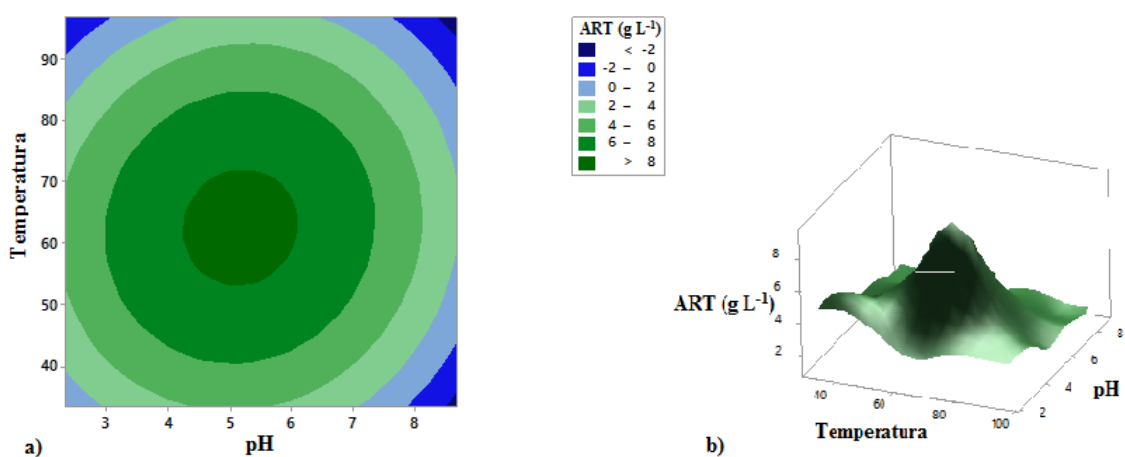 Temperatura
90
80
70
60
50
40
3 4 5 6 7 8
pH
a)
ART (g L⁻¹)
< -2
-2 – 0
0 – 2
2 – 4
4 – 6
6 – 8
> 8
ART (g L⁻¹)
8
6
4
2
40 60 80 100
Temperatura
2 4 6 8
pH
b)